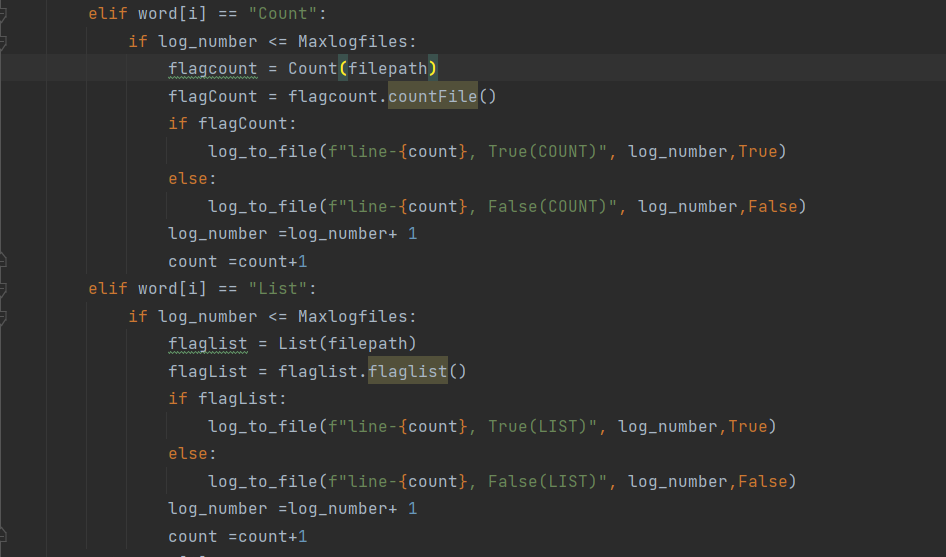 elif word[i] == "Count":
if log_number <= Maxlogfiles:
flagcount = Count(filepath)
flagCount = flagcount.countFile()
if flagCount:
log_to_file(f"line-{count}, True(COUNT)", log_number,True)
else:
log_to_file(f"line-{count}, False(COUNT)", log_number,False)
log_number =log_number+ 1
count =count+1
elif word[i] == "List":
if log_number <= Maxlogfiles:
flaglist = List(filepath)
flagList = flaglist.flaglist()
if flagList:
log_to_file(f"line-{count}, True(LIST)", log_number,True)
else:
log_to_file(f"line-{count}, False(LIST)", log_number,False)
log_number =log_number+ 1
count =count+1